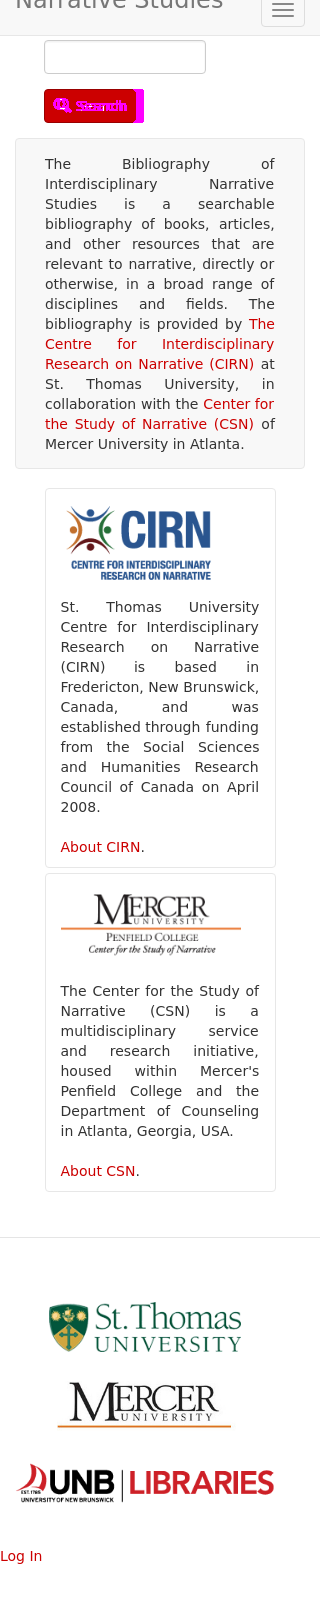 Narrative Studies
Search
The Bibliography of
Interdisciplinary Narrative
Studies is a searchable
bibliography of books, articles,
and other resources that are
relevant to narrative, directly or
otherwise, in a broad range of
disciplines and fields. The
bibliography is provided by The
Centre for Interdisciplinary
Research on Narrative (CIRN) at
St. Thomas University, in
collaboration with the Center for
the Study of Narrative (CSN) of
Mercer University in Atlanta.
CIRN
CENTRE FOR INTERDISCIPLINARY
RESEARCH ON NARRATIVE
St. Thomas University
Centre for Interdisciplinary
Research on Narrative
(CIRN) is based in
Fredericton, New Brunswick,
Canada, and was
established through funding
from the Social Sciences
and Humanities Research
Council of Canada on April
2008.
About CIRN.
MERCER
UNIVERSITY
PENFIELD COLLEGE
Center for the Study of Narrative
The Center for the Study of
Narrative (CSN) is a
multidisciplinary service
and research initiative,
housed within Mercer's
Penfield College and the
Department of Counseling
in Atlanta, Georgia, USA.
About CSN.
St. Thomas
UNIVERSITY
MERCER
UNIVERSITY
EST. 1785 UNB LIBRARIES
UNIVERSITY OF NEW BRUNSWICK
Log In